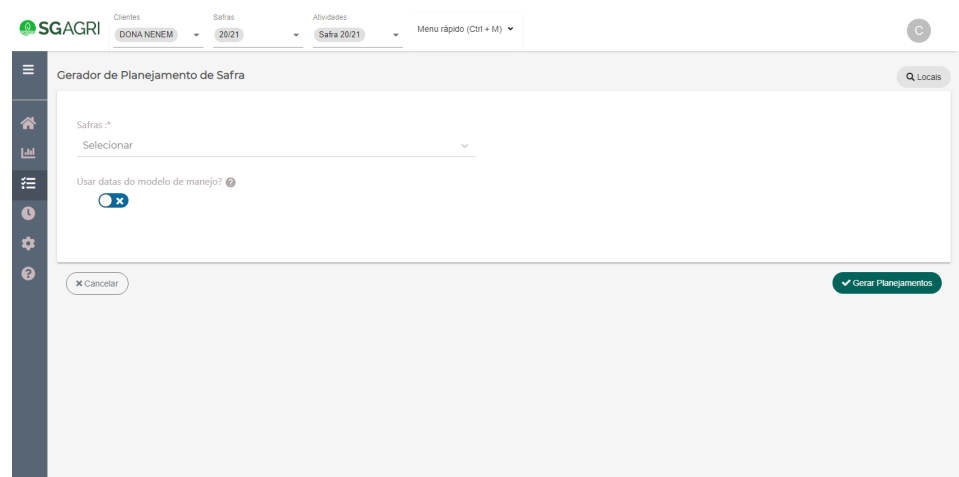 SGAGRI
Clientes
DONA NENEM
Safras
20/21
Atividades
Safra 20/21
Menu rápido (Ctrl + M)
C
Gerador de Planejamento de Safra
Locais
Safras :*
Selecionar
Usar datas do modelo de manejo?
Cancelar
Gerar Planejamentos